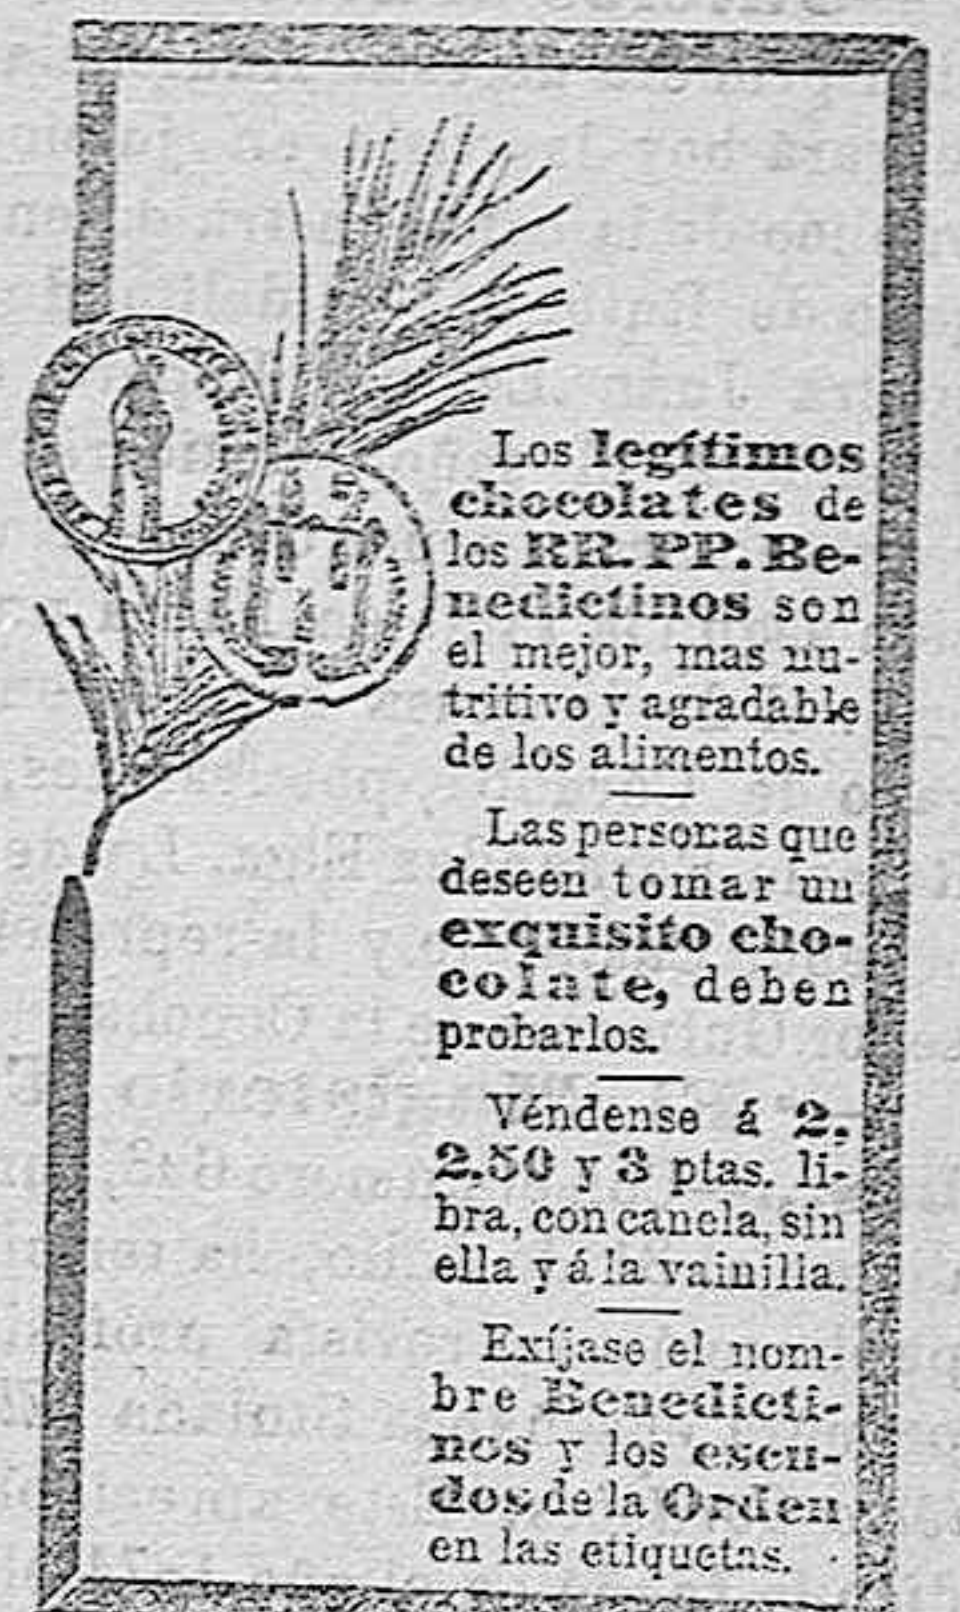 Los legítimos
chocolates de
los RR. PP. Be-
nedictinos son
el mejor, mas nu-
tritivo y agradable
de los alimentos.
Las personas que
deseen tomar un
exquisito cho-
colate, deben
probarlos.
Véndense á 2,
2.50 y 3 ptas. li-
bra, con canela, sin
ella y á la vainilla.
Exíjase el nom-
bre Benedicti-
nos y los escu-
dos de la Orden
en las etiquetas.